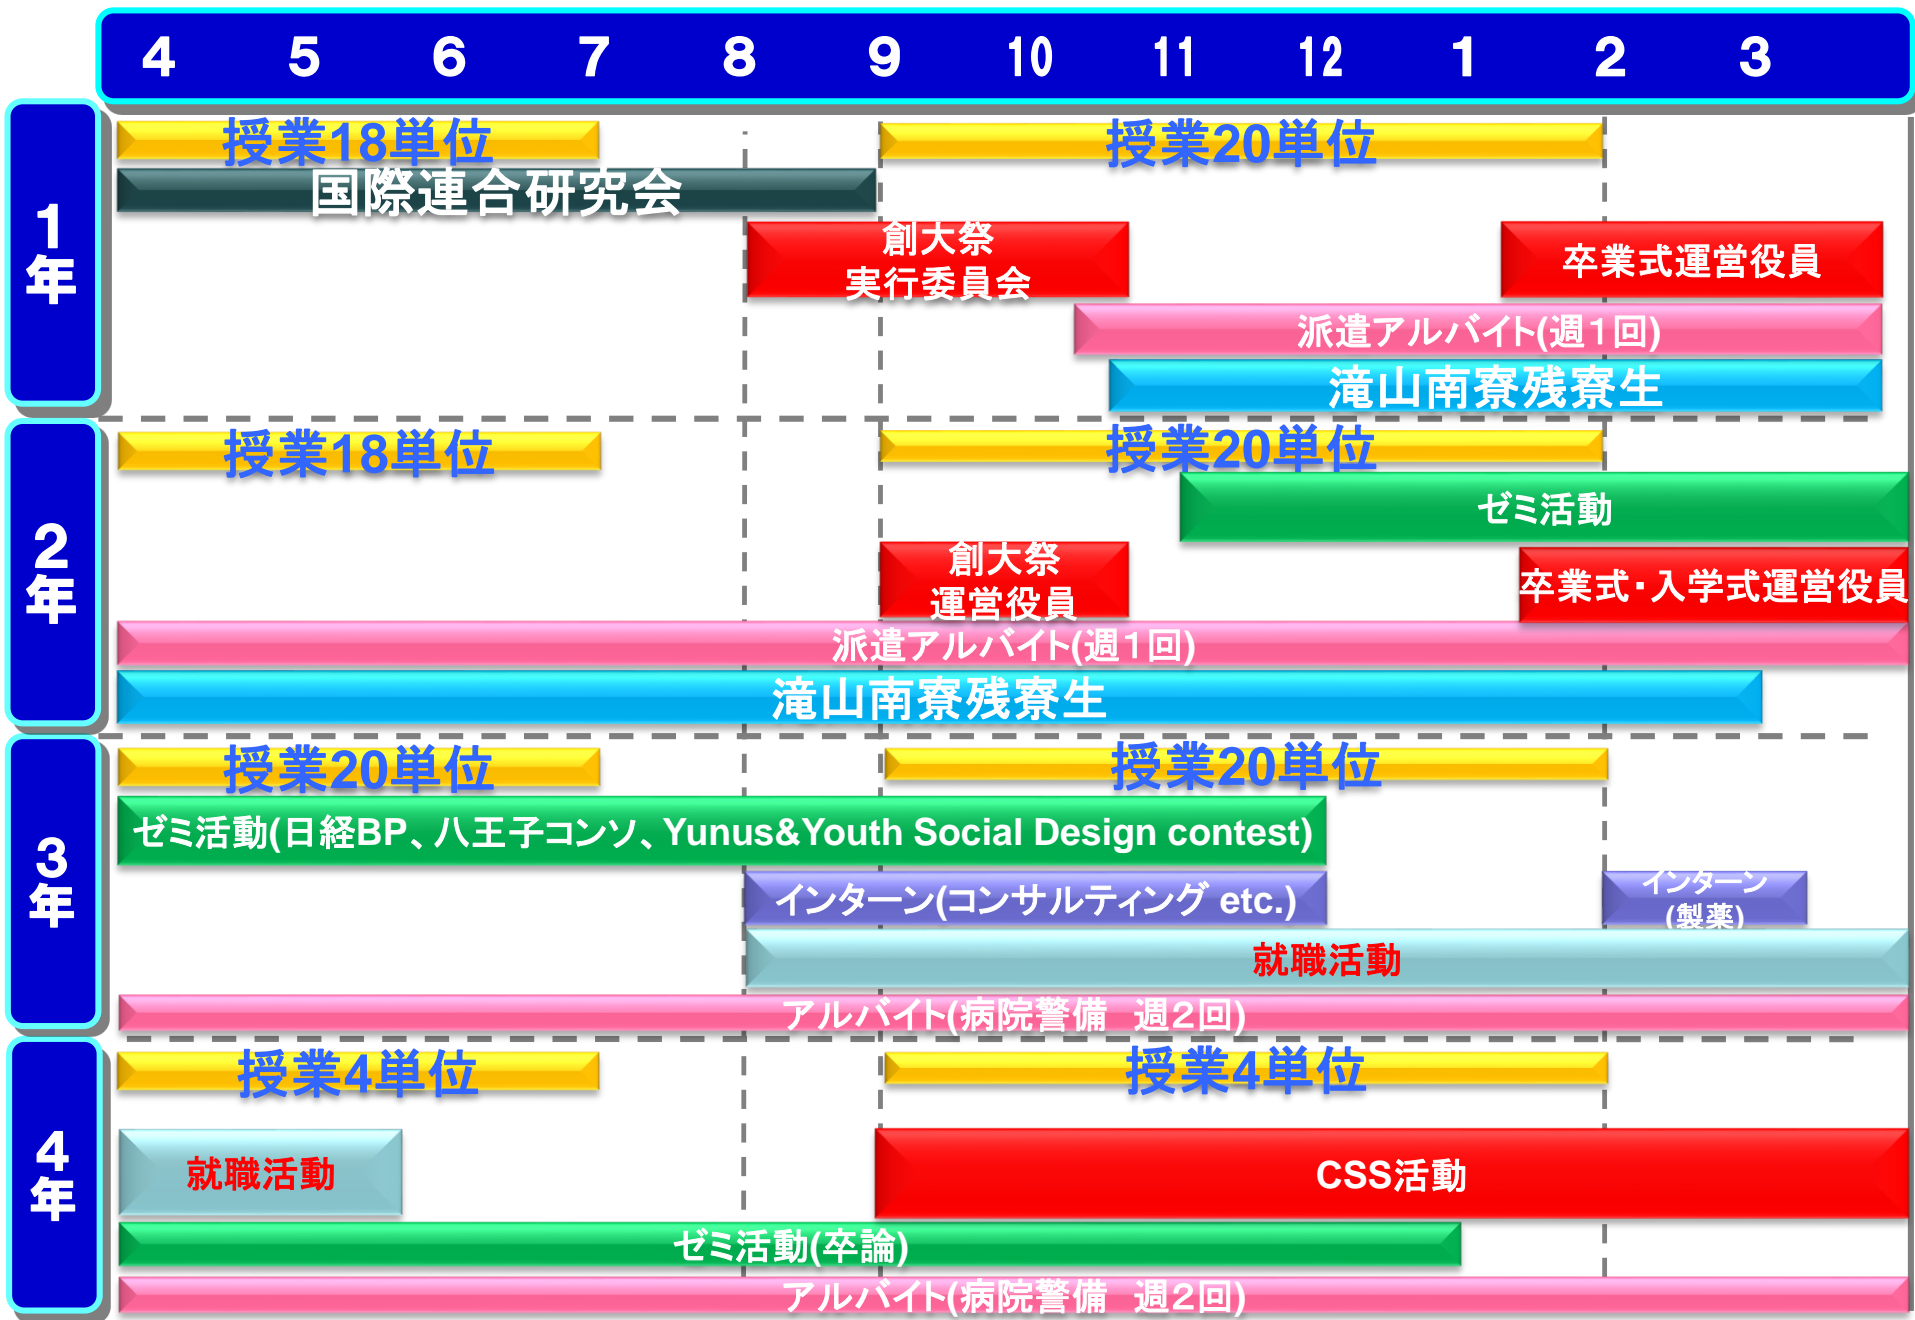 4 5 6 7 8 9 10 11 12 1 2 3
1年
授業18単位
授業20単位
国際連合研究会
創大祭
実行委員会
卒業式運営役員
派遣アルバイト(週1回)
滝山南寮残寮生
2年
授業18単位
授業20単位
ゼミ活動
創大祭
運営役員
卒業式・入学式運営役員
派遣アルバイト(週1回)
滝山南寮残寮生
3年
授業20単位
授業20単位
ゼミ活動(日経BP、八王子コンソ、Yunus&Youth Social Design contest)
インターン(コンサルティング etc.)
インターン
(製薬)
就職活動
アルバイト(病院警備　週2回)
4年
授業4単位
授業4単位
就職活動
CSS活動
ゼミ活動(卒論)
アルバイト(病院警備　週2回)